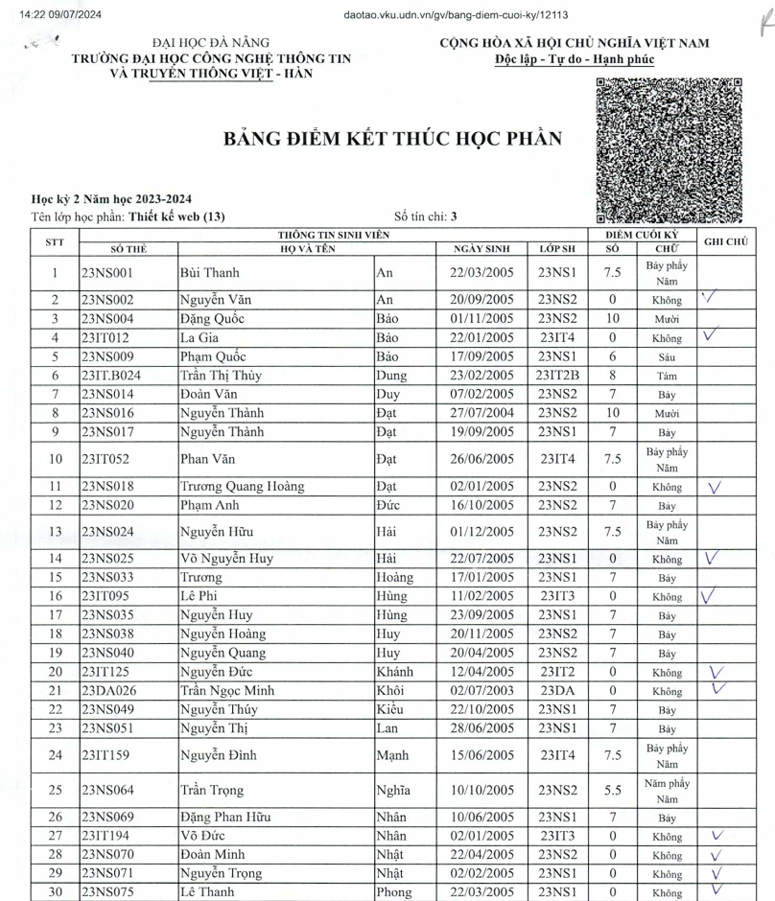 14:22 09/07/2024 daotao.vku.udn.vn/gv/bang-diem-cuoi-ky/12113
ĐẠI HỌC ĐÀ NẴNG
TRƯỜNG ĐẠI HỌC CÔNG NGHỆ THÔNG TIN
VÀ TRUYỀN THÔNG VIỆT - HÀN
CỘNG HÒA XÃ HỘI CHỦ NGHĨA VIỆT NAM
Độc lập - Tự do - Hạnh phúc
BẢNG ĐIỂM KẾT THÚC HỌC PHẦN
Học kỳ 2 Năm học 2023-2024
Tên lớp học phần: Thiết kế web (13) Số tín chỉ: 3
STT THÔNG TIN SINH VIÊN ĐIỂM CUỐI KỲ GHI CHÚ
SỐ THẺ HỌ VÀ TÊN NGÀY SINH LỚP SH SỐ CHỮ
1 23NS001 Bùi Thanh An 22/03/2005 23NS1 7.5 Bảy phẩy Năm
2 23NS002 Nguyễn Văn An 20/09/2005 23NS2 0 Không
3 23NS004 Đặng Quốc Bảo 01/11/2005 23NS2 10 Mười
4 23IT012 La Gia Bảo 22/01/2005 23IT4 0 Không
5 23NS009 Phạm Quốc Bảo 17/09/2005 23NS1 6 Sáu
6 23IT.B024 Trần Thị Thùy Dung 23/02/2005 23IT2B 8 Tám
7 23NS014 Đoàn Văn Duy 07/02/2005 23NS2 7 Bảy
8 23NS016 Nguyễn Thành Đạt 27/07/2004 23NS2 10 Mười
9 23NS017 Nguyễn Thành Đạt 19/09/2005 23NS1 7 Bảy
10 23IT052 Phan Văn Đạt 26/06/2005 23IT4 7.5 Bảy phẩy Năm
11 23NS018 Trương Quang Hoàng Đạt 02/01/2005 23NS2 0 Không
12 23NS020 Phạm Anh Đức 16/10/2005 23NS2 7 Bảy
13 23NS024 Nguyễn Hữu Hải 01/12/2005 23NS2 7.5 Bảy phẩy Năm
14 23NS025 Võ Nguyễn Huy Hải 22/07/2005 23NS1 0 Không
15 23NS033 Trương Hoàng 17/01/2005 23NS1 7 Bảy
16 23IT095 Lê Phi Hùng 11/02/2005 23IT3 0 Không
17 23NS035 Nguyễn Huy Hùng 23/09/2005 23NS1 7 Bảy
18 23NS038 Nguyễn Hoàng Huy 20/11/2005 23NS2 7 Bảy
19 23NS040 Nguyễn Quang Huy 20/04/2005 23NS2 7 Bảy
20 23IT125 Nguyễn Đức Khánh 12/04/2005 23IT2 0 Không
21 23DA026 Trần Ngọc Minh Khôi 02/07/2003 23DA 0 Không
22 23NS049 Nguyễn Thúy Kiều 22/10/2005 23NS1 7 Bảy
23 23NS051 Nguyễn Thị Lan 28/06/2005 23NS1 7 Bảy
24 23IT159 Nguyễn Đình Mạnh 15/06/2005 23IT4 7.5 Bảy phẩy Năm
25 23NS064 Trần Trọng Nghĩa 10/10/2005 23NS2 5.5 Năm phẩy Năm
26 23NS069 Đặng Phan Hữu Nhân 10/06/2005 23NS1 7 Bảy
27 23IT194 Võ Đức Nhân 02/01/2005 23IT3 0 Không
28 23NS070 Đoàn Minh Nhật 22/04/2005 23NS2 0 Không
29 23NS071 Nguyễn Trọng Nhật 02/02/2005 23NS1 0 Không
30 23NS075 Lê Thanh Phong 22/03/2005 23NS1 0 Không